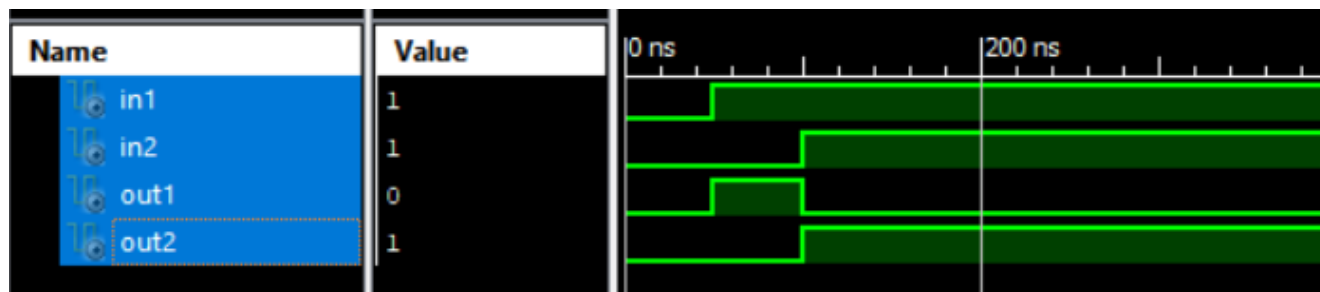 Name Value 0 ns 200 ns
in1 1
in2 1
out1 0
out2 1